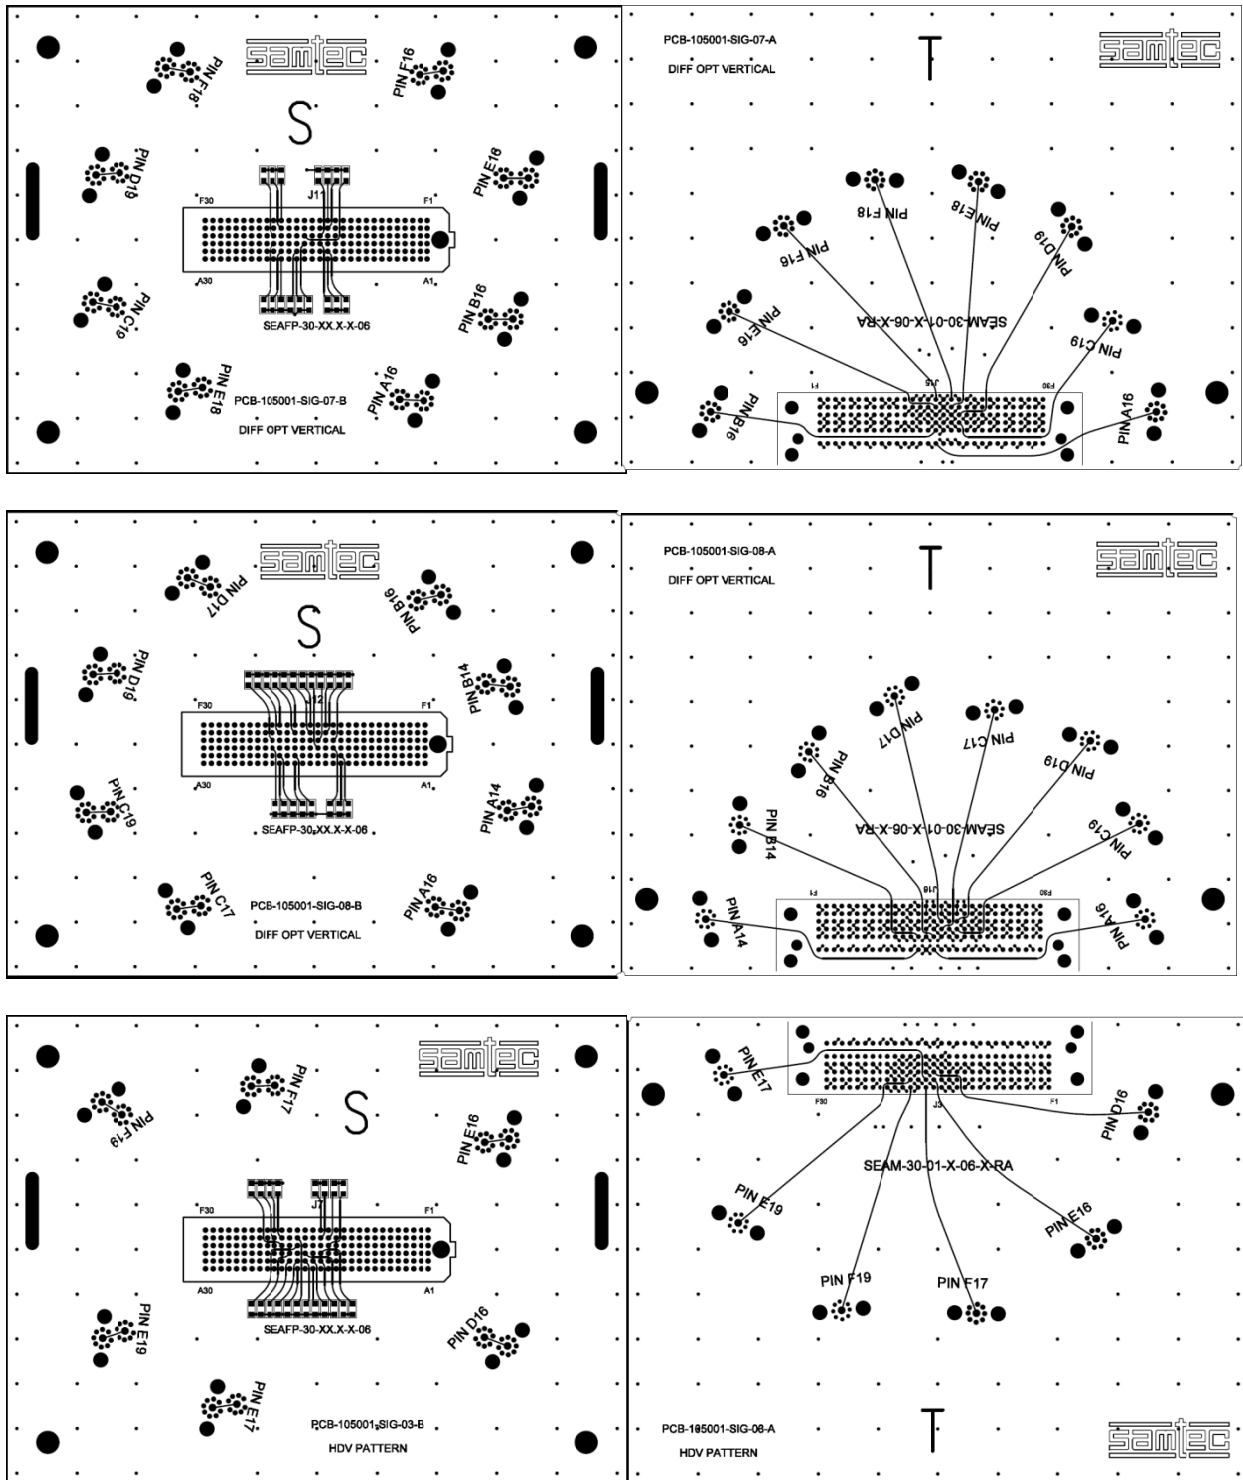 samtec
S
PIN F18
PIN F16
PIN D19
PIN E16
J11
F30
F1
A30
A1
SEAFP-30-XX.X-X-06
PIN C19
PIN B16
PIN E18
PIN A16
PCB-105001-SIG-07-B
DIFF OPT VERTICAL
PCB-105001-SIG-07-A
DIFF OPT VERTICAL
T
samtec
PIN F18
PIN E18
PIN F16
PIN D19
PIN E16
SEAM-30-01-X-06-X-RA
PIN C19
F1
J15
F30
PIN B16
PIN A16
samtec
S
PIN D17
PIN B16
PIN D19
PIN B14
J12
F30
F1
A30
A1
SEAFP-30-XX.X-X-06
PIN C19
PIN A14
PIN C17
PIN A16
PCB-105001-SIG-08-B
DIFF OPT VERTICAL
PCB-105001-SIG-08-A
DIFF OPT VERTICAL
T
samtec
PIN D17
PIN C17
PIN B16
PIN D19
PIN B14
SEAM-30-01-X-06-X-RA
PIN C19
F1
J16
F30
PIN A14
PIN A16
samtec
S
PIN F17
PIN F19
PIN E16
J7
F30
F1
A30
A1
SEAFP-30-XX.X-X-06
PIN E19
PIN D16
PIN E17
PCB-105001-SIG-03-B
HDV PATTERN
PIN E17
F30
J3
F1
PIN D16
SEAM-30-01-X-06-X-RA
PIN E19
PIN E16
PIN F19
PIN F17
PCB-105001-SIG-06-A
HDV PATTERN
T
samtec